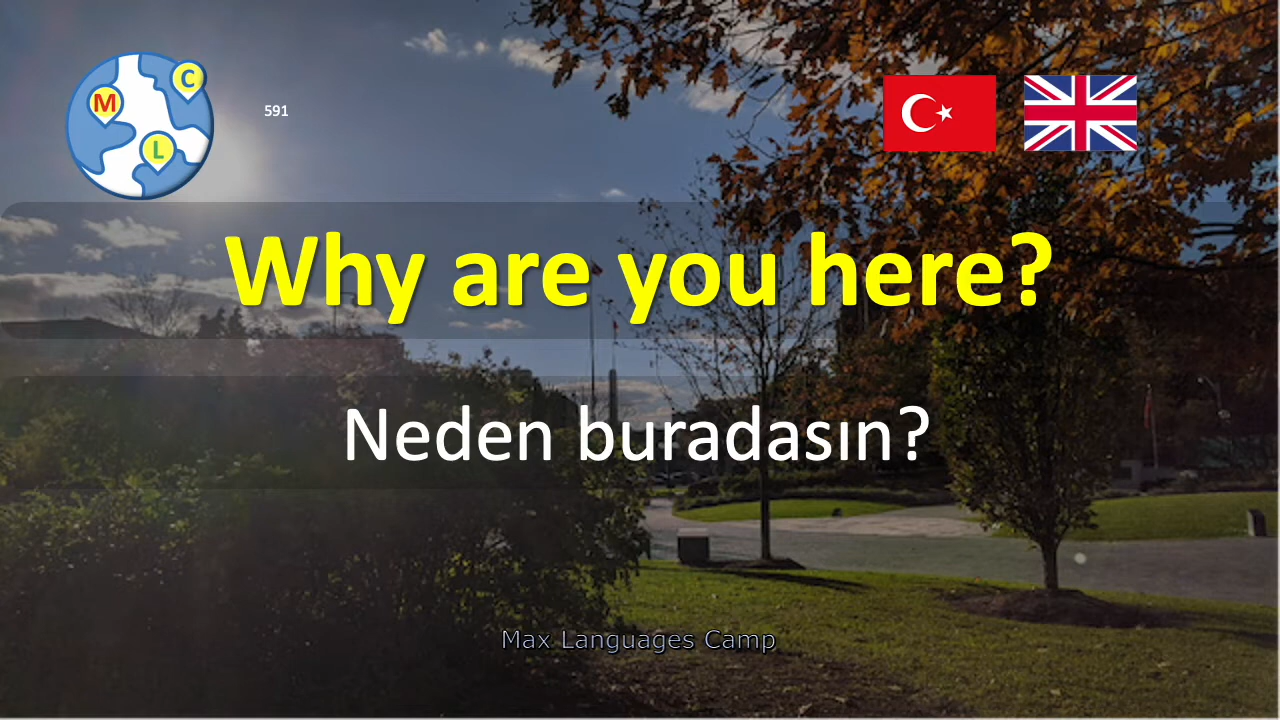 C
M
L
591
Why are you here?
Neden buradasın?
Max Languages Camp